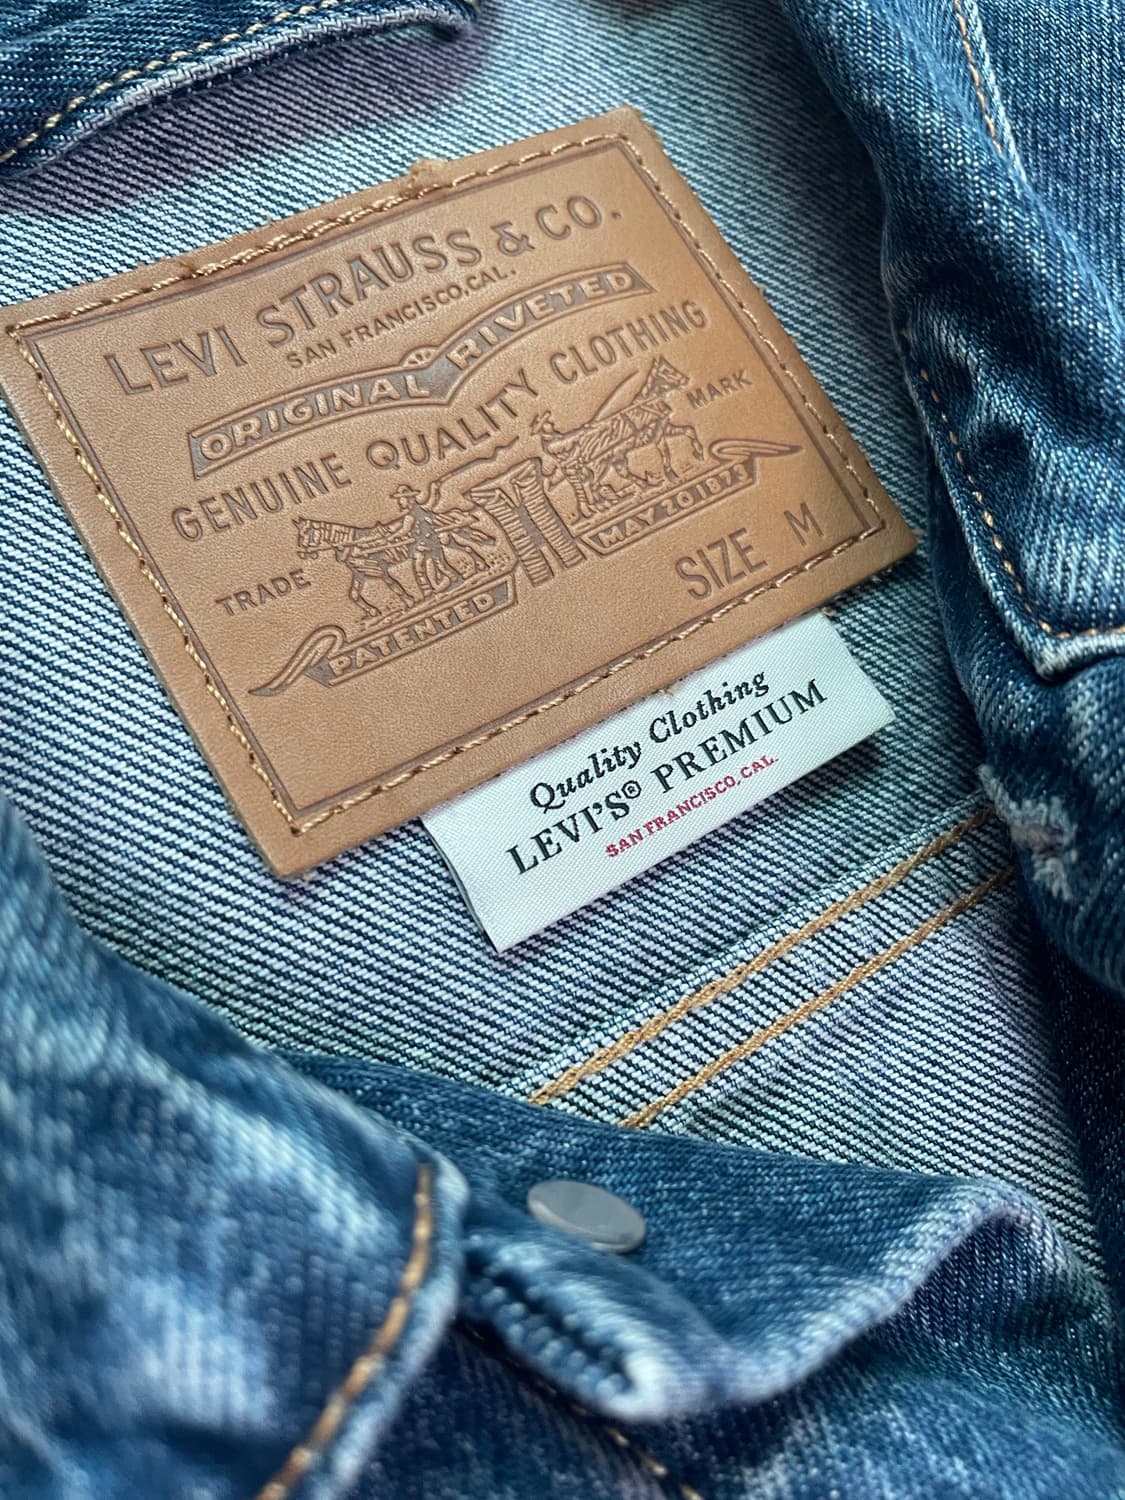 LEVI STRAUSS & CO.
SAN FRANCISCO, CAL.
ORIGINAL RIVETED
GENUINE QUALITY CLOTHING
TRADE MARK
PATENTED MAY 20 1873
SIZE M
Quality Clothing
LEVI'S® PREMIUM
SAN FRANCISCO, CAL.